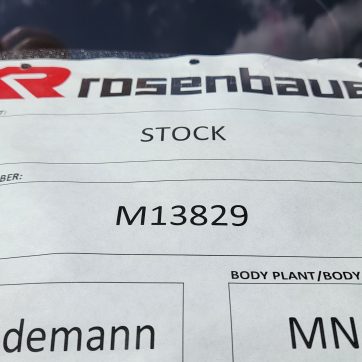 rosenbaue
STOCK
BER:
M13829
BODY PLANT/BODY
demann
MN